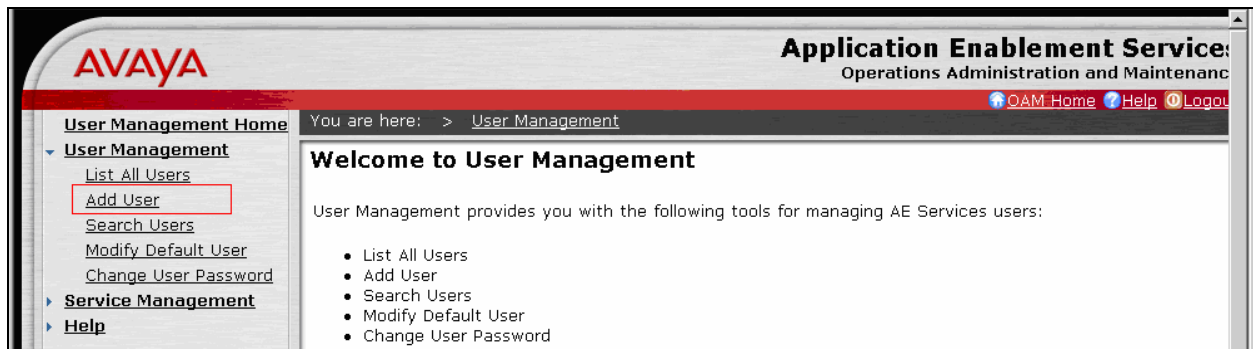 AVAYA
Application Enablement Services
Operations Administration and Maintenanc
OAM Home Help Logou
User Management Home
You are here: > User Management
User Management
List All Users
Add User
Search Users
Modify Default User
Change User Password
Service Management
Help
Welcome to User Management
User Management provides you with the following tools for managing AE Services users:
• List All Users
• Add User
• Search Users
• Modify Default User
• Change User Password